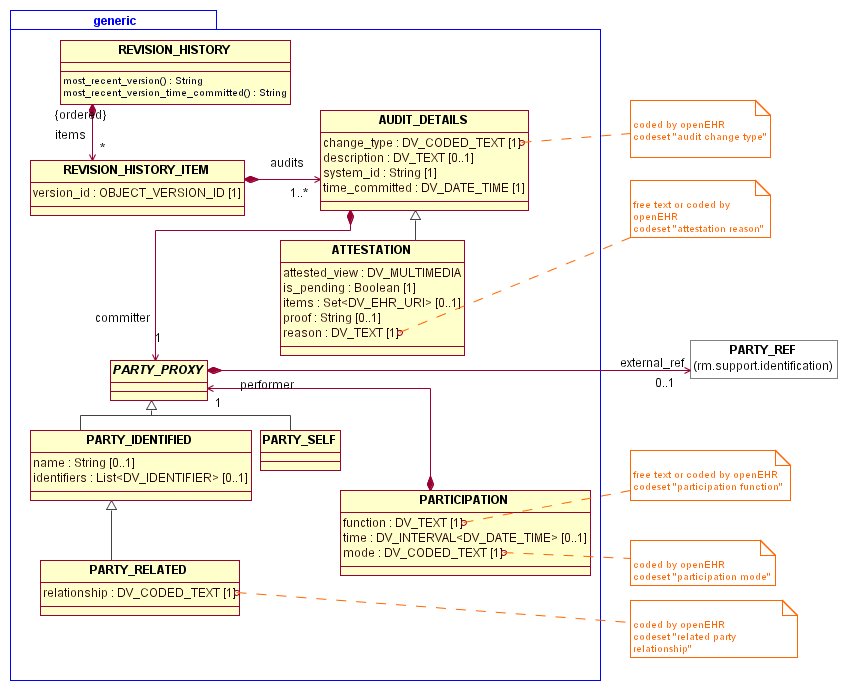 generic
REVISION_HISTORY
most_recent_version() : String
most_recent_version_time_committed() : String
{ordered}
items
*
REVISION_HISTORY_ITEM
version_id : OBJECT_VERSION_ID [1]
audits
1..*
AUDIT_DETAILS
change_type : DV_CODED_TEXT [1]
description : DV_TEXT [0..1]
system_id : String [1]
time_committed : DV_DATE_TIME [1]
coded by openEHR
codeset "audit change type"
free text or coded by
openEHR
codeset "attestation reason"
ATTESTATION
attested_view : DV_MULTIMEDIA
is_pending : Boolean [1]
items : Set<DV_EHR_URI> [0..1]
proof : String [0..1]
reason : DV_TEXT [1]
committer
1
PARTY_PROXY
external_ref
0..1
PARTY_REF
(rm.support.identification)
performer
1
PARTY_IDENTIFIED
name : String [0..1]
identifiers : List<DV_IDENTIFIER> [0..1]
PARTY_SELF
PARTICIPATION
function : DV_TEXT [1]
time : DV_INTERVAL<DV_DATE_TIME> [0..1]
mode : DV_CODED_TEXT [1]
free text or coded by openEHR
codeset "participation function"
coded by openEHR
codeset "participation mode"
PARTY_RELATED
relationship : DV_CODED_TEXT [1]
coded by openEHR
codeset "related party
relationship"